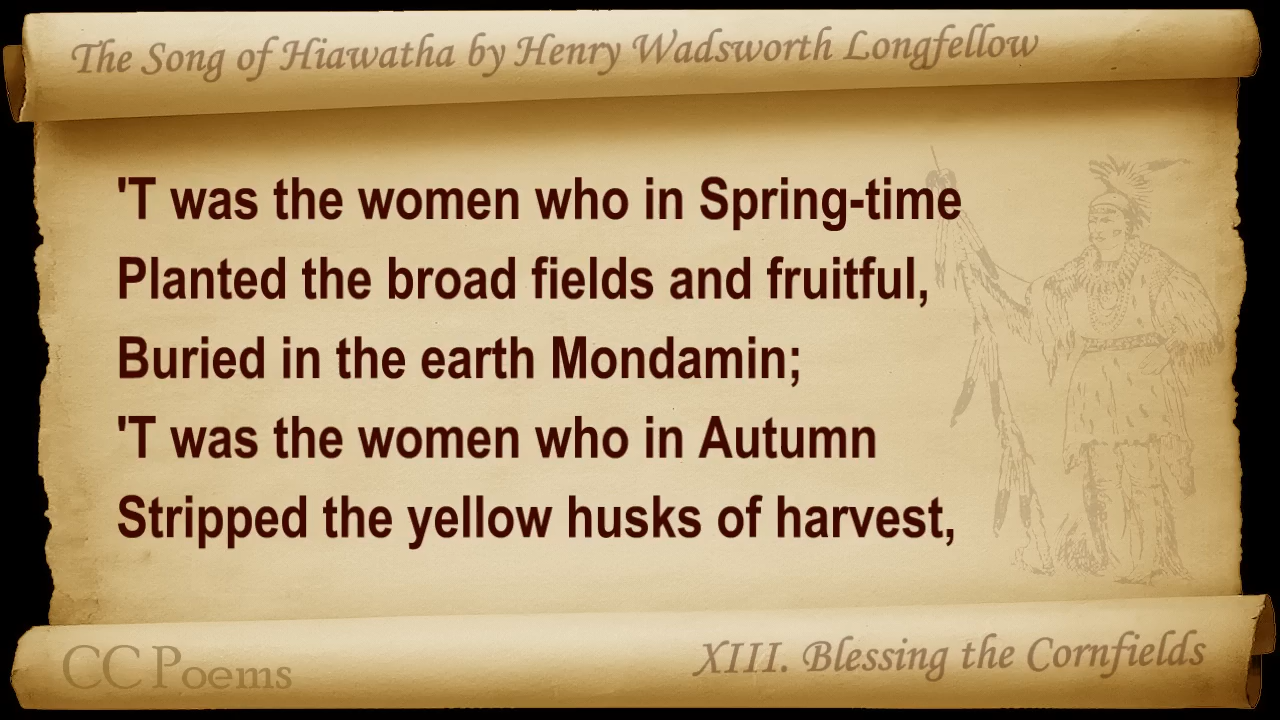 The Song of Hiawatha by Henry Wadsworth Longfellow
'T was the women who in Spring-time
Planted the broad fields and fruitful,
Buried in the earth Mondamin;
'T was the women who in Autumn
Stripped the yellow husks of harvest,
CC Poems
XIII. Blessing the Cornfields